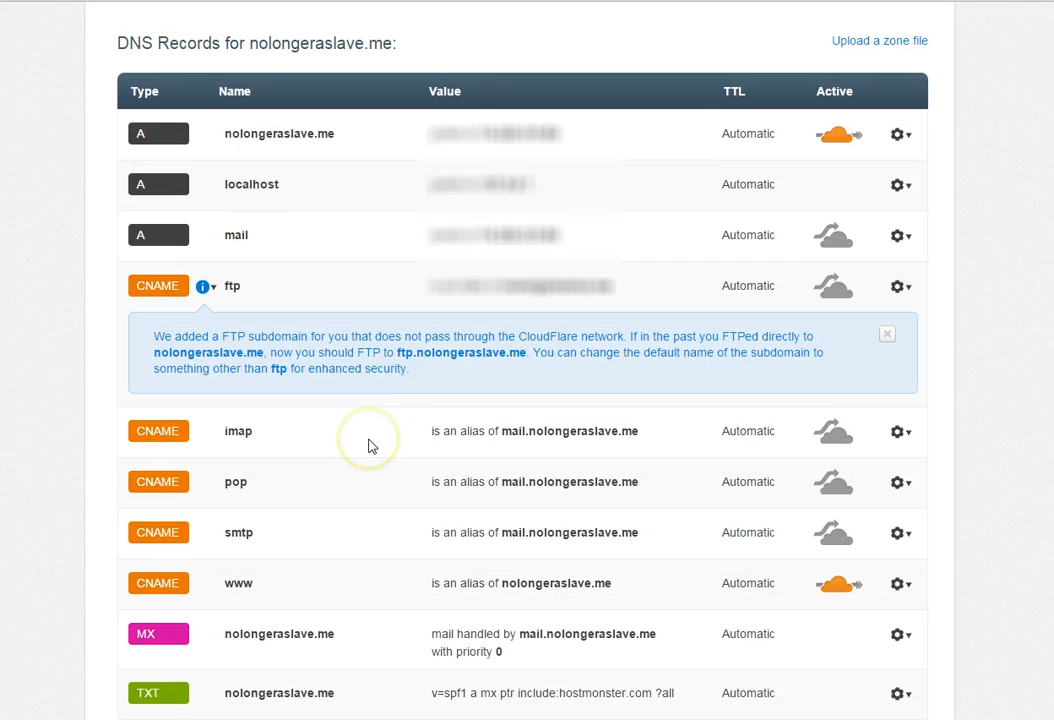 DNS Records for nolongeraslave.me:
Upload a zone file
Type Name Value TTL Active
A nolongeraslave.me Automatic
A localhost Automatic
A mail Automatic
CNAME ftp Automatic
We added a FTP subdomain for you that does not pass through the CloudFlare network. If in the past you FTPed directly to
nolongeraslave.me, now you should FTP to ftp.nolongeraslave.me. You can change the default name of the subdomain to
something other than ftp for enhanced security.
CNAME imap is an alias of mail.nolongeraslave.me Automatic
CNAME pop is an alias of mail.nolongeraslave.me Automatic
CNAME smtp is an alias of mail.nolongeraslave.me Automatic
CNAME www is an alias of nolongeraslave.me Automatic
MX nolongeraslave.me mail handled by mail.nolongeraslave.me Automatic
with priority 0
TXT nolongeraslave.me v=spf1 a mx ptr include:hostmonster.com ?all Automatic